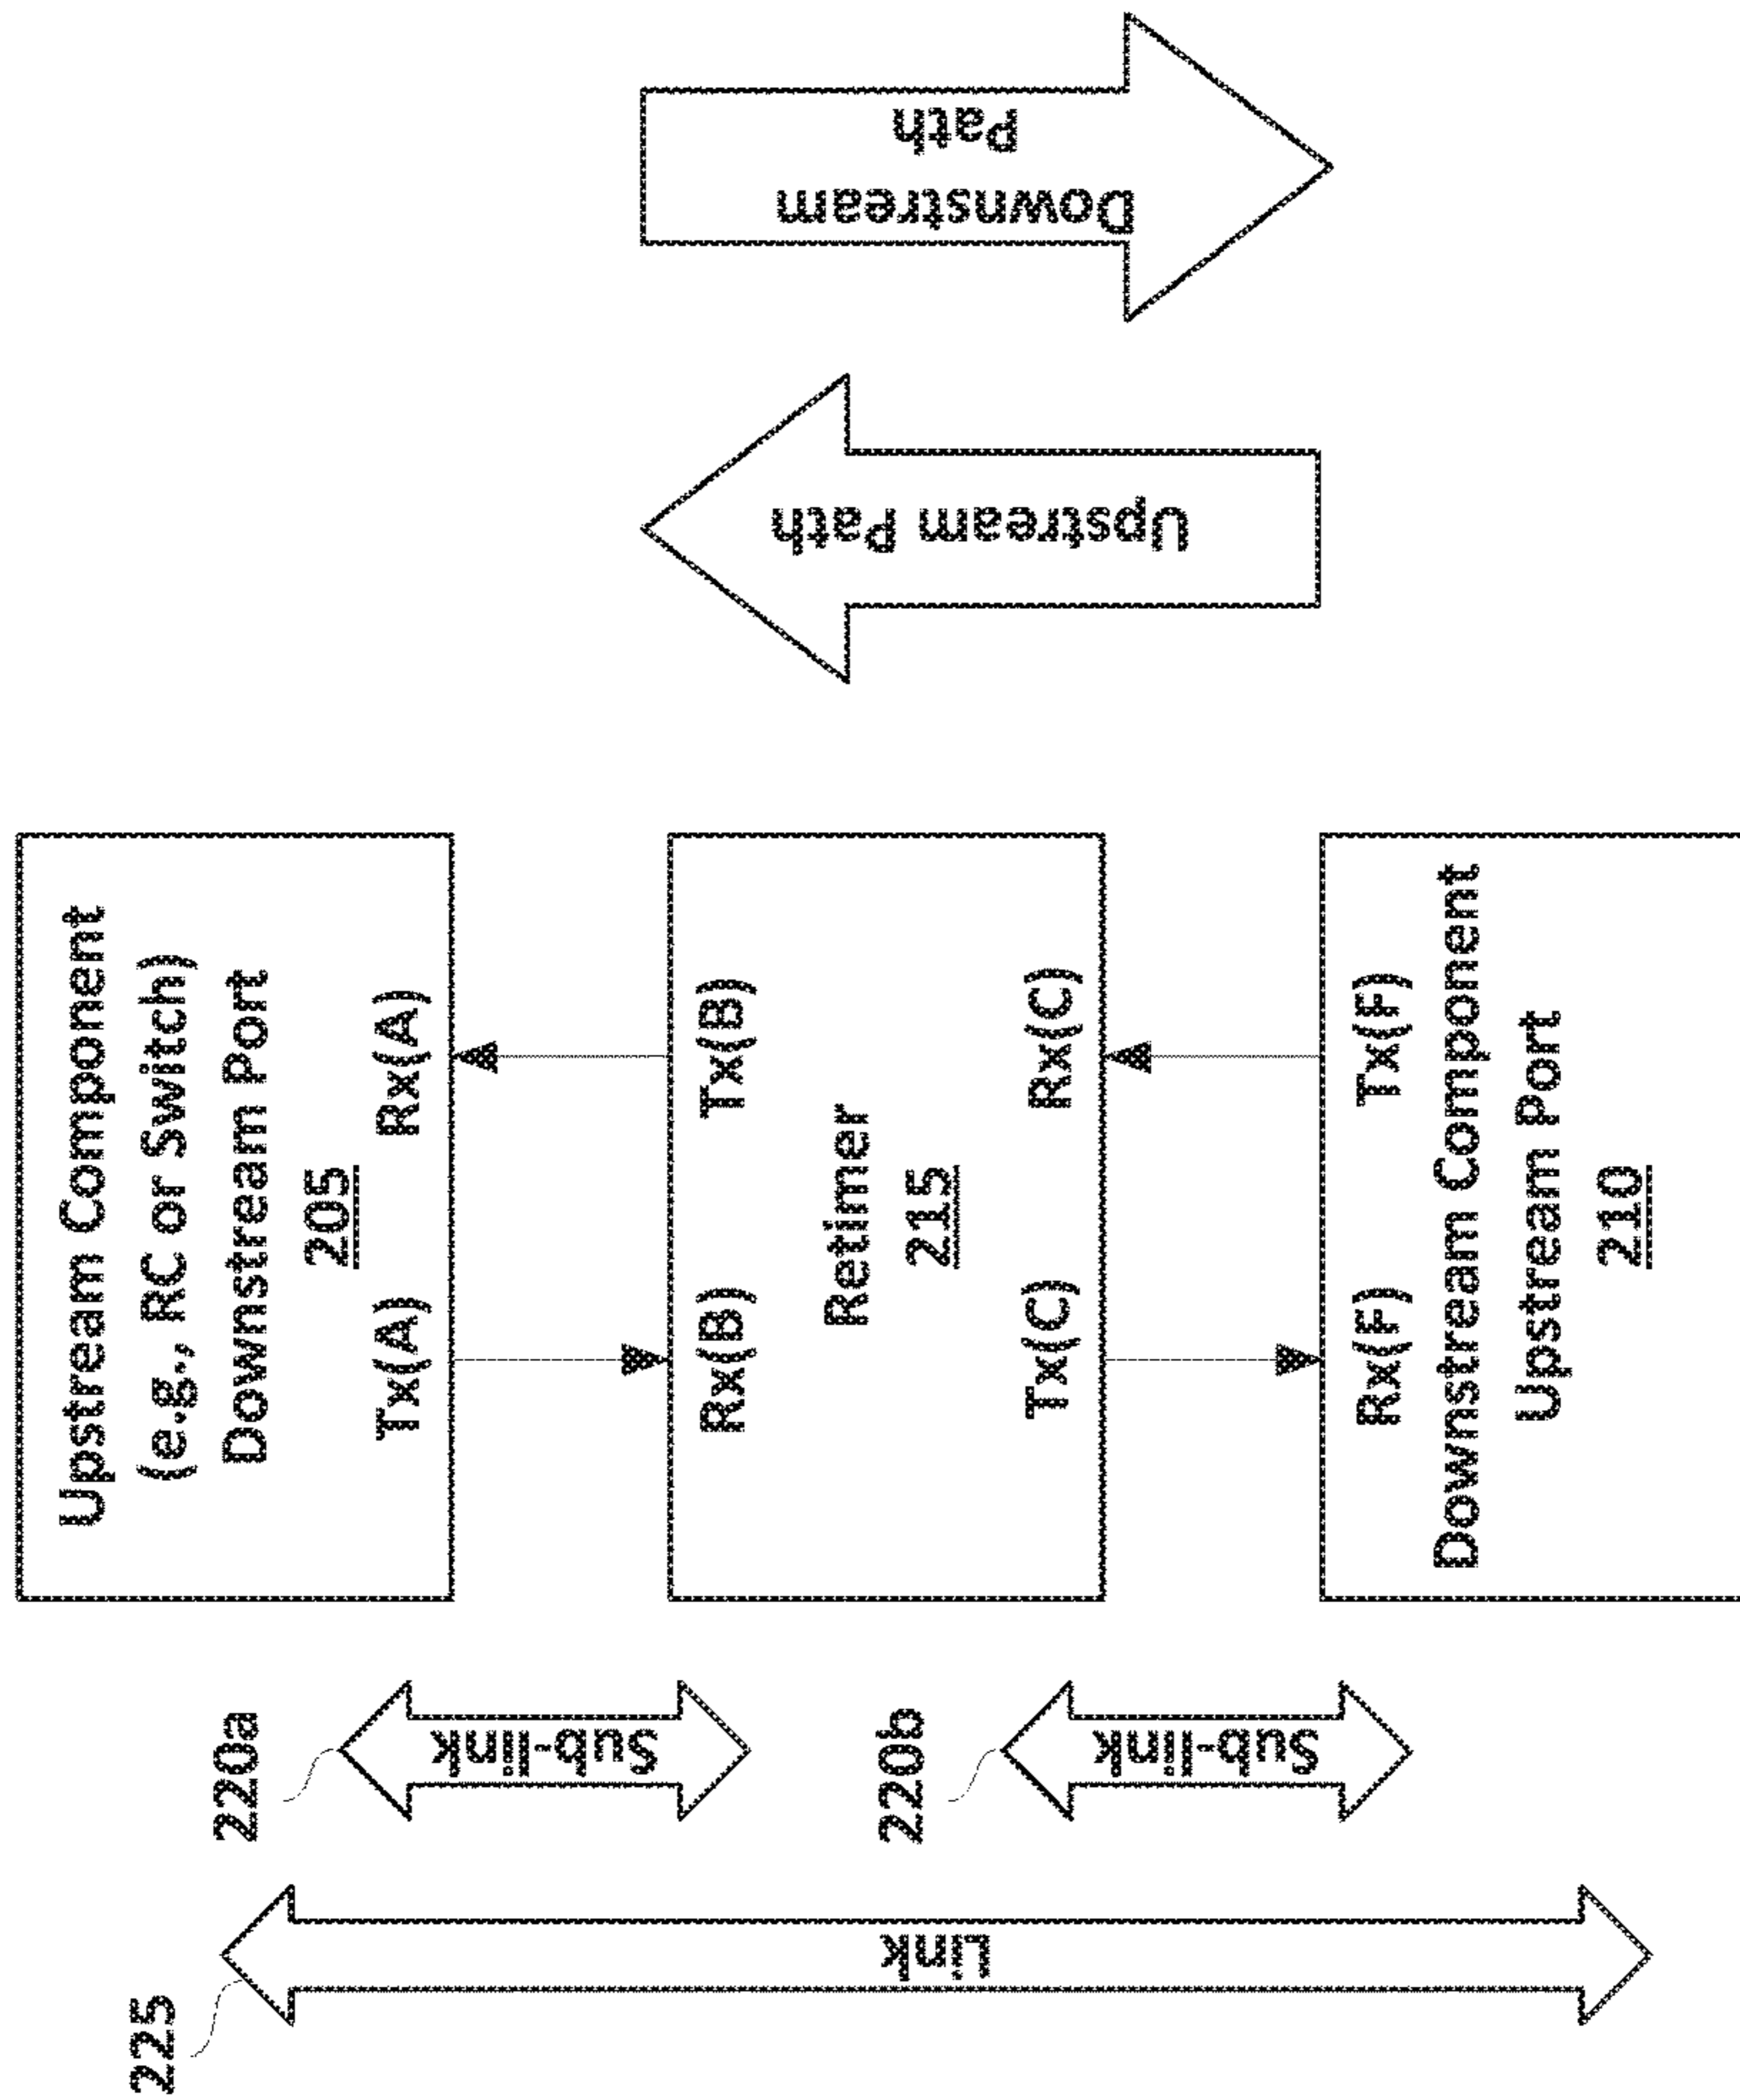 225
Link
220a
Sub-link
220b
Sub-link
Upstream Component
(e.g., RC or Switch)
Downstream Port
205
Tx(A)
Rx(A)
Rx(B)
Tx(B)
Retimer
215
Tx(C)
Rx(C)
Rx(F)
Tx(F)
Downstream Component
Upstream Port
210
Upstream Path
Downstream
Path